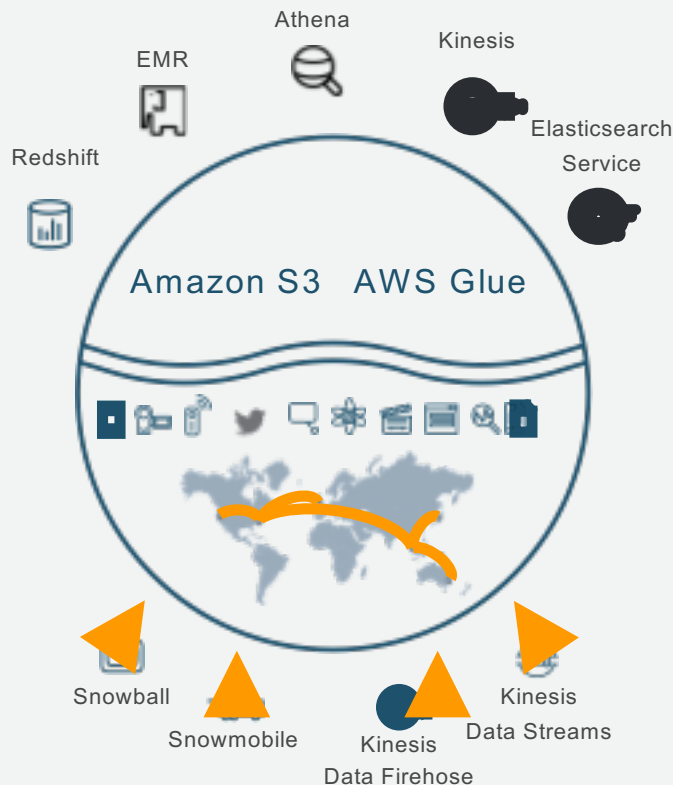 Athena
Kinesis
EMR
Elasticsearch
Service
Redshift
Amazon S3 AWS Glue
Snowball
Snowmobile
Kinesis
Data Firehose
Kinesis
Data Streams